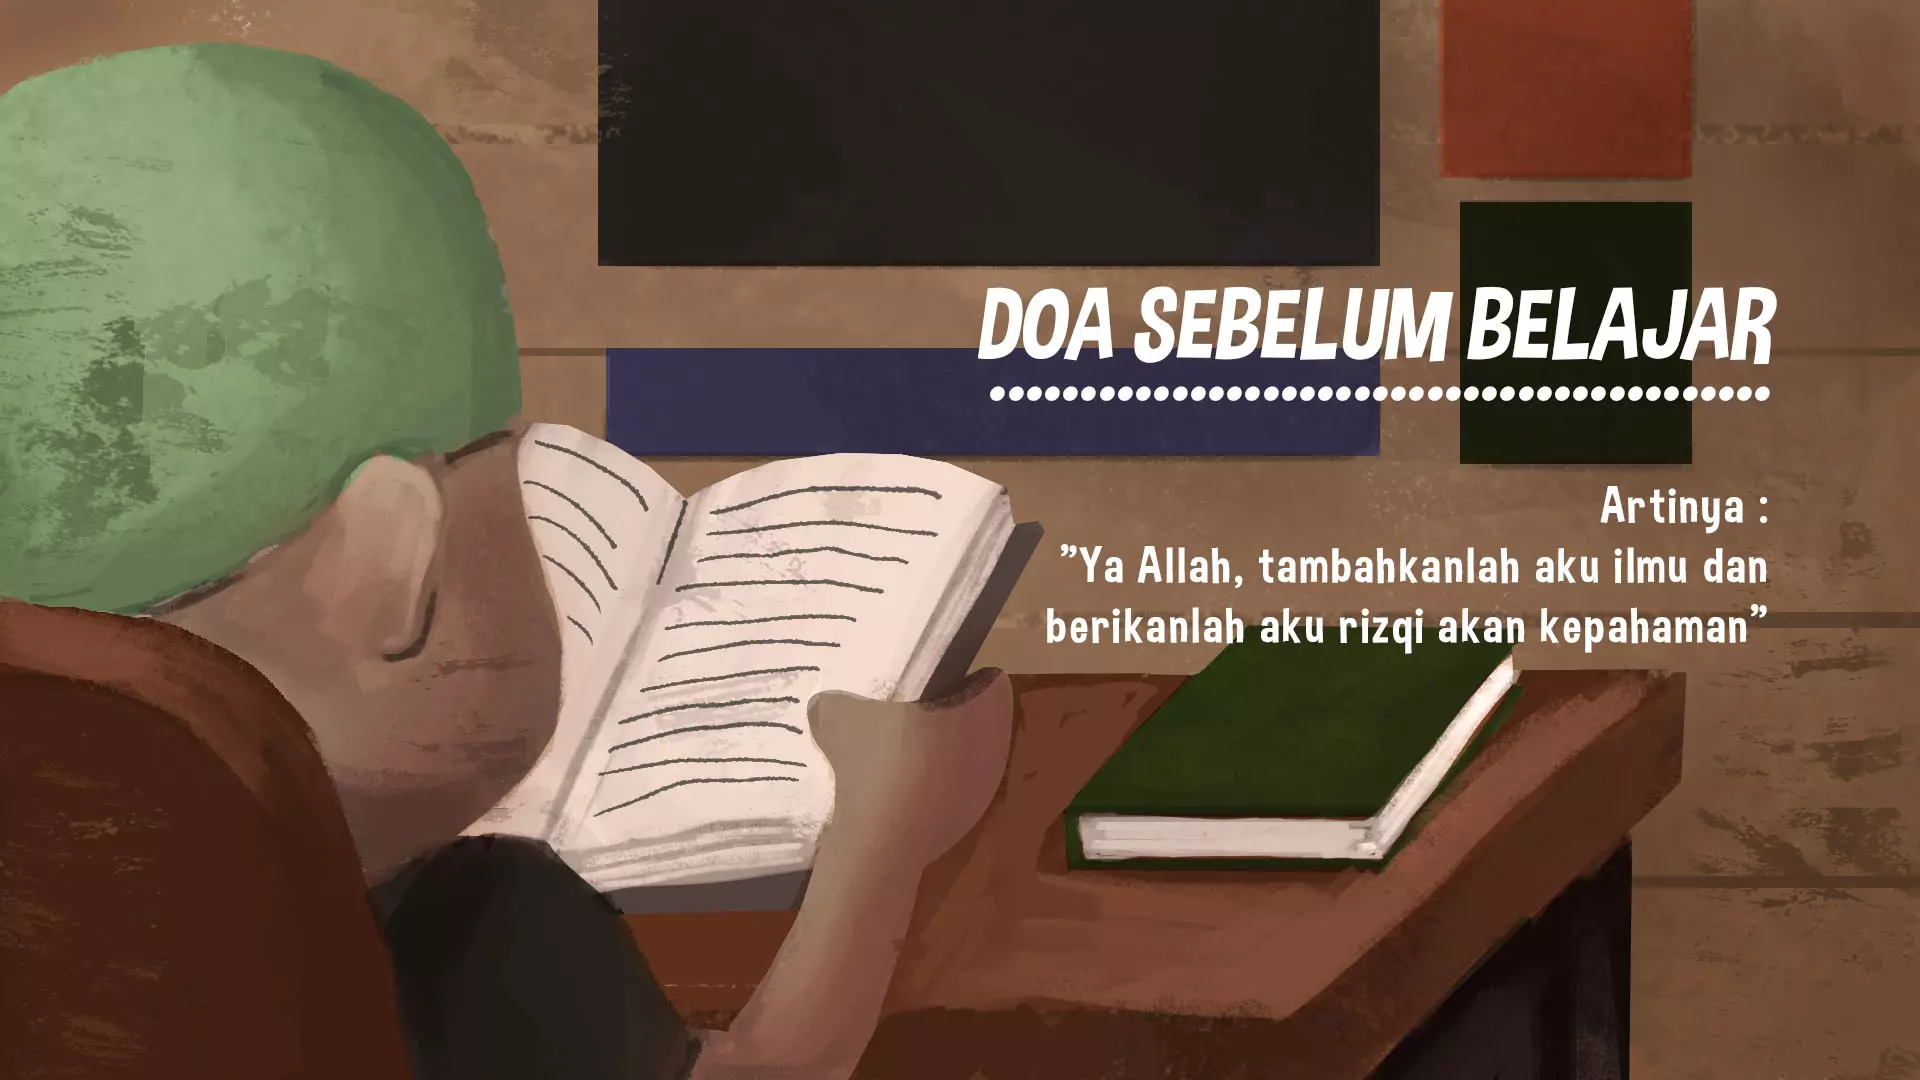 DOA SEBELUM BELAJAR
Artinya :
"Ya Allah, tambahkanlah aku ilmu dan
berikanlah aku rizqi akan kepahaman"